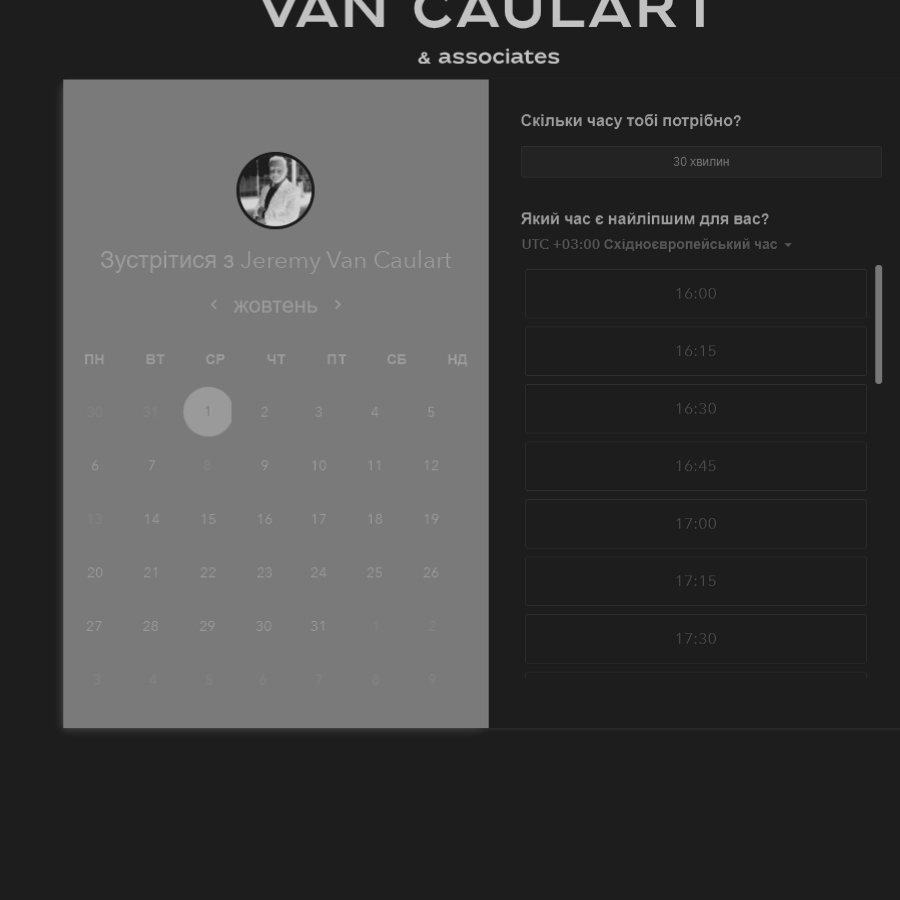 VAN CAULART
& associates
Зустрітися з Jeremy Van Caulart
жовтень
ПН ВТ СР ЧТ ПТ СБ НД
30 31 1 2 3 4 5
6 7 8 9 10 11 12
13 14 15 16 17 18 19
20 21 22 23 24 25 26
27 28 29 30 31 1 2
3 4 5 6 7 8 9
Скільки часу тобі потрібно?
30 хвилин
Який час є найліпшим для вас?
UTC +03:00 Східноєвропейський час
16:00
16:15
16:30
16:45
17:00
17:15
17:30